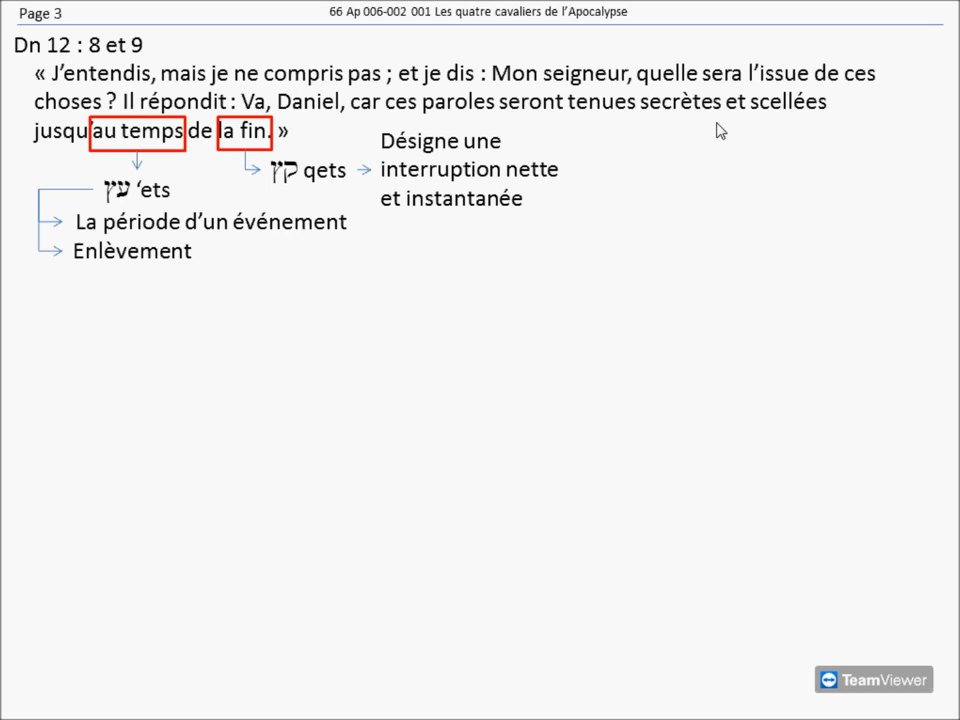 Page 3
66 Ap 006-002 001 Les quatre cavaliers de l’Apocalypse
Dn 12 : 8 et 9
« J’entendis, mais je ne compris pas ; et je dis : Mon seigneur, quelle sera l’issue de ces
choses ? Il répondit : Va, Daniel, car ces paroles seront tenues secrètes et scellées
jusqu’au temps de la fin. »
Désigne une
interruption nette
et instantanée
קץ qets
עץ ‘ets
La période d’un événement
Enlèvement
TeamViewer